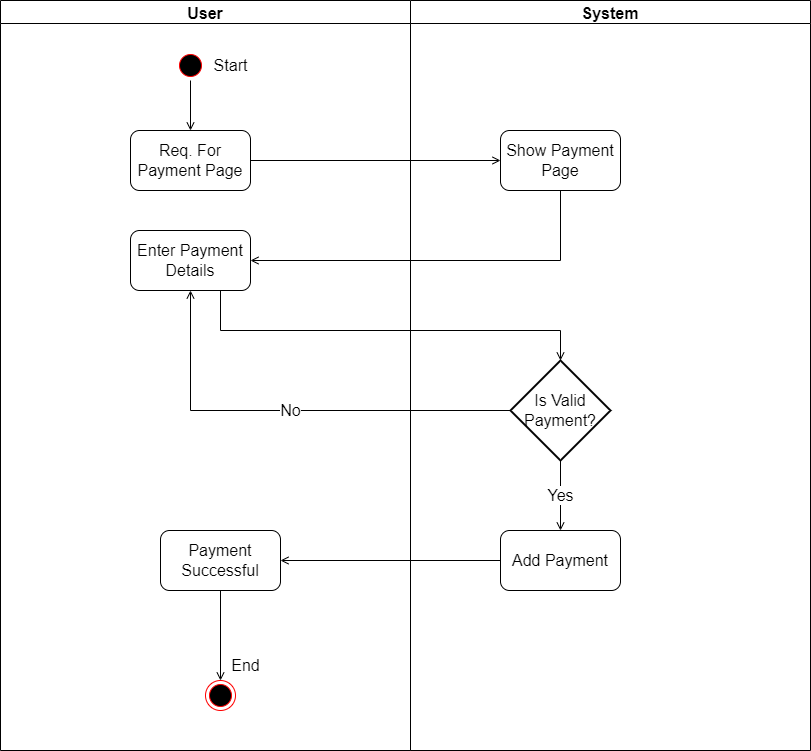 User
System
Start
Req. For
Payment Page
Show Payment
Page
Enter Payment
Details
Is Valid
Payment?
No
Yes
Payment
Successful
Add Payment
End